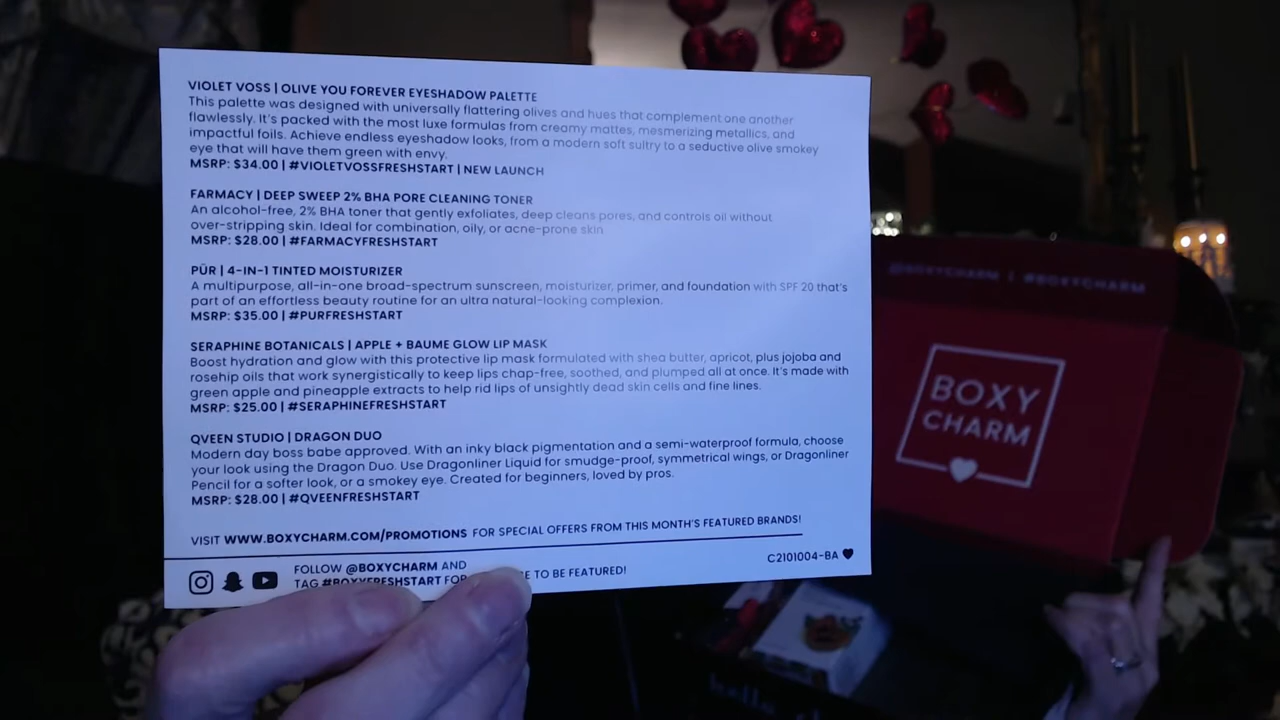 VIOLET VOSS | OLIVE YOU FOREVER EYESHADOW PALETTE
This palette was designed with universally flattering olives and hues that complement one another
flawlessly. It's packed with the most luxe formulas from creamy mattes, mesmerizing metallics, and
impactful foils. Achieve endless eyeshadow looks, from a modern soft sultry to a seductive olive smokey
eye that will have them green with envy.
MSRP: $34.00 | #VIOLETVOSSFRESHSTART | NEW LAUNCH
FARMACY | DEEP SWEEP 2% BHA PORE CLEANING TONER
An alcohol-free, 2% BHA toner that gently exfoliates, deep cleans pores, and controls oil without
over-stripping skin. Ideal for combination, oily, or acne-prone skin
MSRP: $28.00 | #FARMACYFRESHSTART
PÜR | 4-IN-1 TINTED MOISTURIZER
A multipurpose, all-in-one broad-spectrum sunscreen, moisturizer, primer, and foundation with SPF 20 that's
part of an effortless beauty routine for an ultra natural-looking complexion.
MSRP: $35.00 | #PURFRESHSTART
SERAPHINE BOTANICALS | APPLE + BAUME GLOW LIP MASK
Boost hydration and glow with this protective lip mask formulated with shea butter, apricot, plus jojoba and
rosehip oils that work synergistically to keep lips chap-free, soothed, and plumped all at once. It's made with
green apple and pineapple extracts to help rid lips of unsightly dead skin cells and fine lines.
MSRP: $25.00 | #SERAPHINEFRESHSTART
QVEEN STUDIO | DRAGON DUO
Modern day boss babe approved. With an inky black pigmentation and a semi-waterproof formula, choose
your look using the Dragon Duo. Use Dragonliner Liquid for smudge-proof, symmetrical wings, or Dragonliner
Pencil for a softer look, or a smokey eye. Created for beginners, loved by pros.
MSRP: $28.00 | #QVEENFRESHSTART
VISIT WWW.BOXYCHARM.COM/PROMOTIONS FOR SPECIAL OFFERS FROM THIS MONTH'S FEATURED BRANDS!
FOLLOW @BOXYCHARM AND
TAG #BOXYFRESHSTART FOR TO BE FEATURED!
C2101004-BA
@BOXYCHARM | #BOXYCHARM
BOXY
CHARM